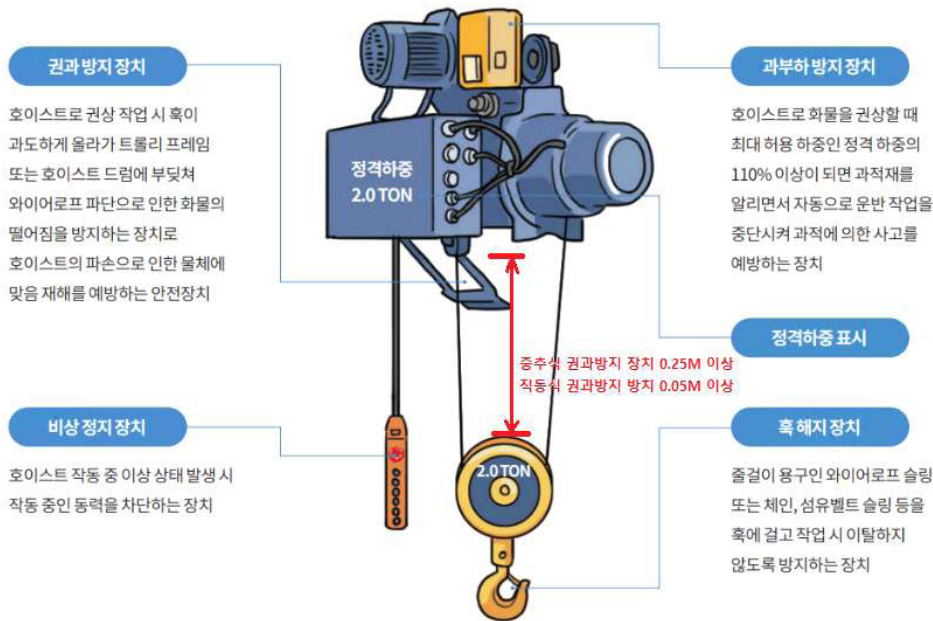 권과 방지 장치
호이스트로 권상 작업 시 훅이
과도하게 올라가 트롤리 프레임
또는 호이스트 드럼에 부딪쳐
와이어로프 파단으로 인한 화물의
떨어짐을 방지하는 장치로
호이스트의 파손으로 인한 물체에
맞음 재해를 예방하는 안전장치
비상 정지 장치
호이스트 작동 중 이상 상태 발생 시
작동 중인 동력을 차단하는 장치
정격하중
2.0 TON
중추식 권과방지 장치 0.25M 이상
직동식 권과방지 방치 0.05M 이상
2.0 TON
과부하 방지 장치
호이스트로 화물을 권상할 때
최대 허용 하중인 정격 하중의
110% 이상이 되면 과적재를
알리면서 자동으로 운반 작업을
중단시켜 과적에 의한 사고를
예방하는 장치
정격하중 표시
훅 해지 장치
줄걸이 용구인 와이어로프 슬링
또는 체인, 섬유벨트 슬링 등을
훅에 걸고 작업 시 이탈하지
않도록 방지하는 장치